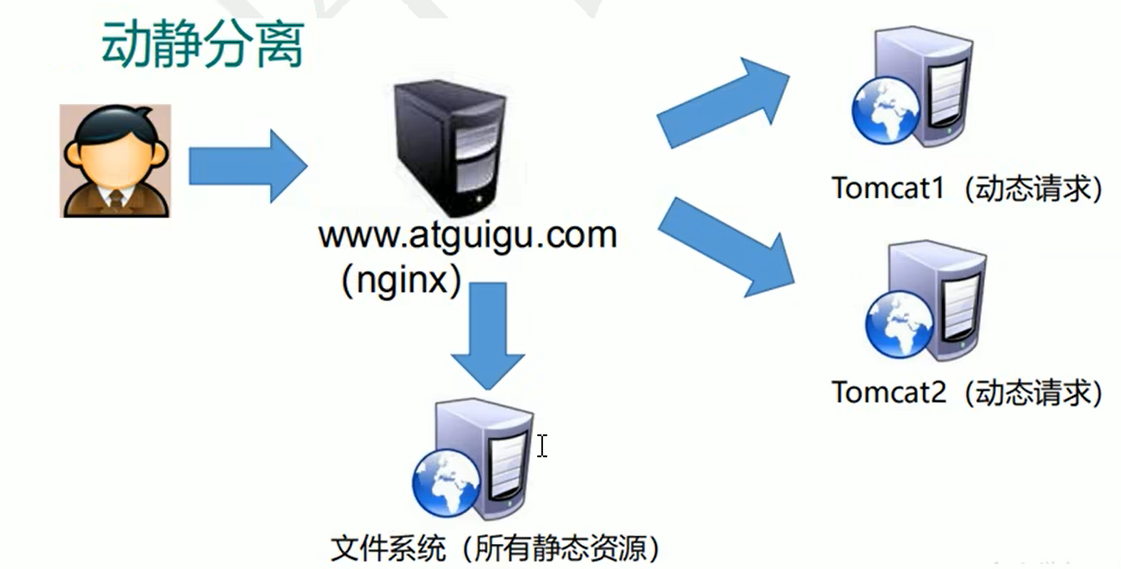 动静分离
www.atguigu.com
（nginx）
Tomcat1（动态请求）
Tomcat2（动态请求）
文件系统（所有静态资源）